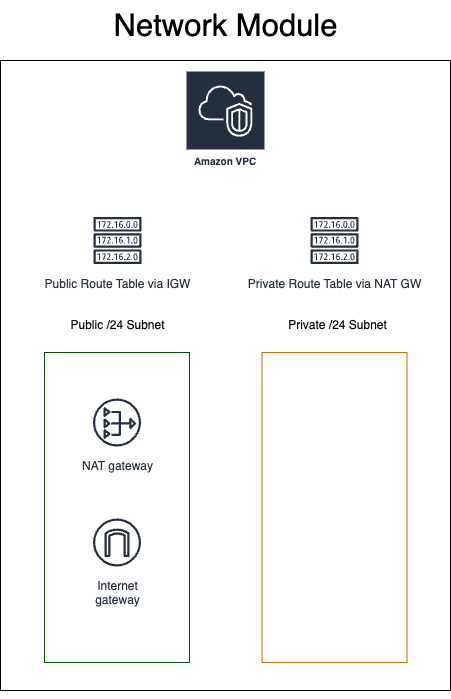 Network Module
Amazon VPC
172.16.0.0
172.16.1.0
172.16.2.0
172.16.0.0
172.16.1.0
172.16.2.0
Public Route Table via IGW
Private Route Table via NAT GW
Public /24 Subnet
Private /24 Subnet
NAT gateway
Internet
gateway